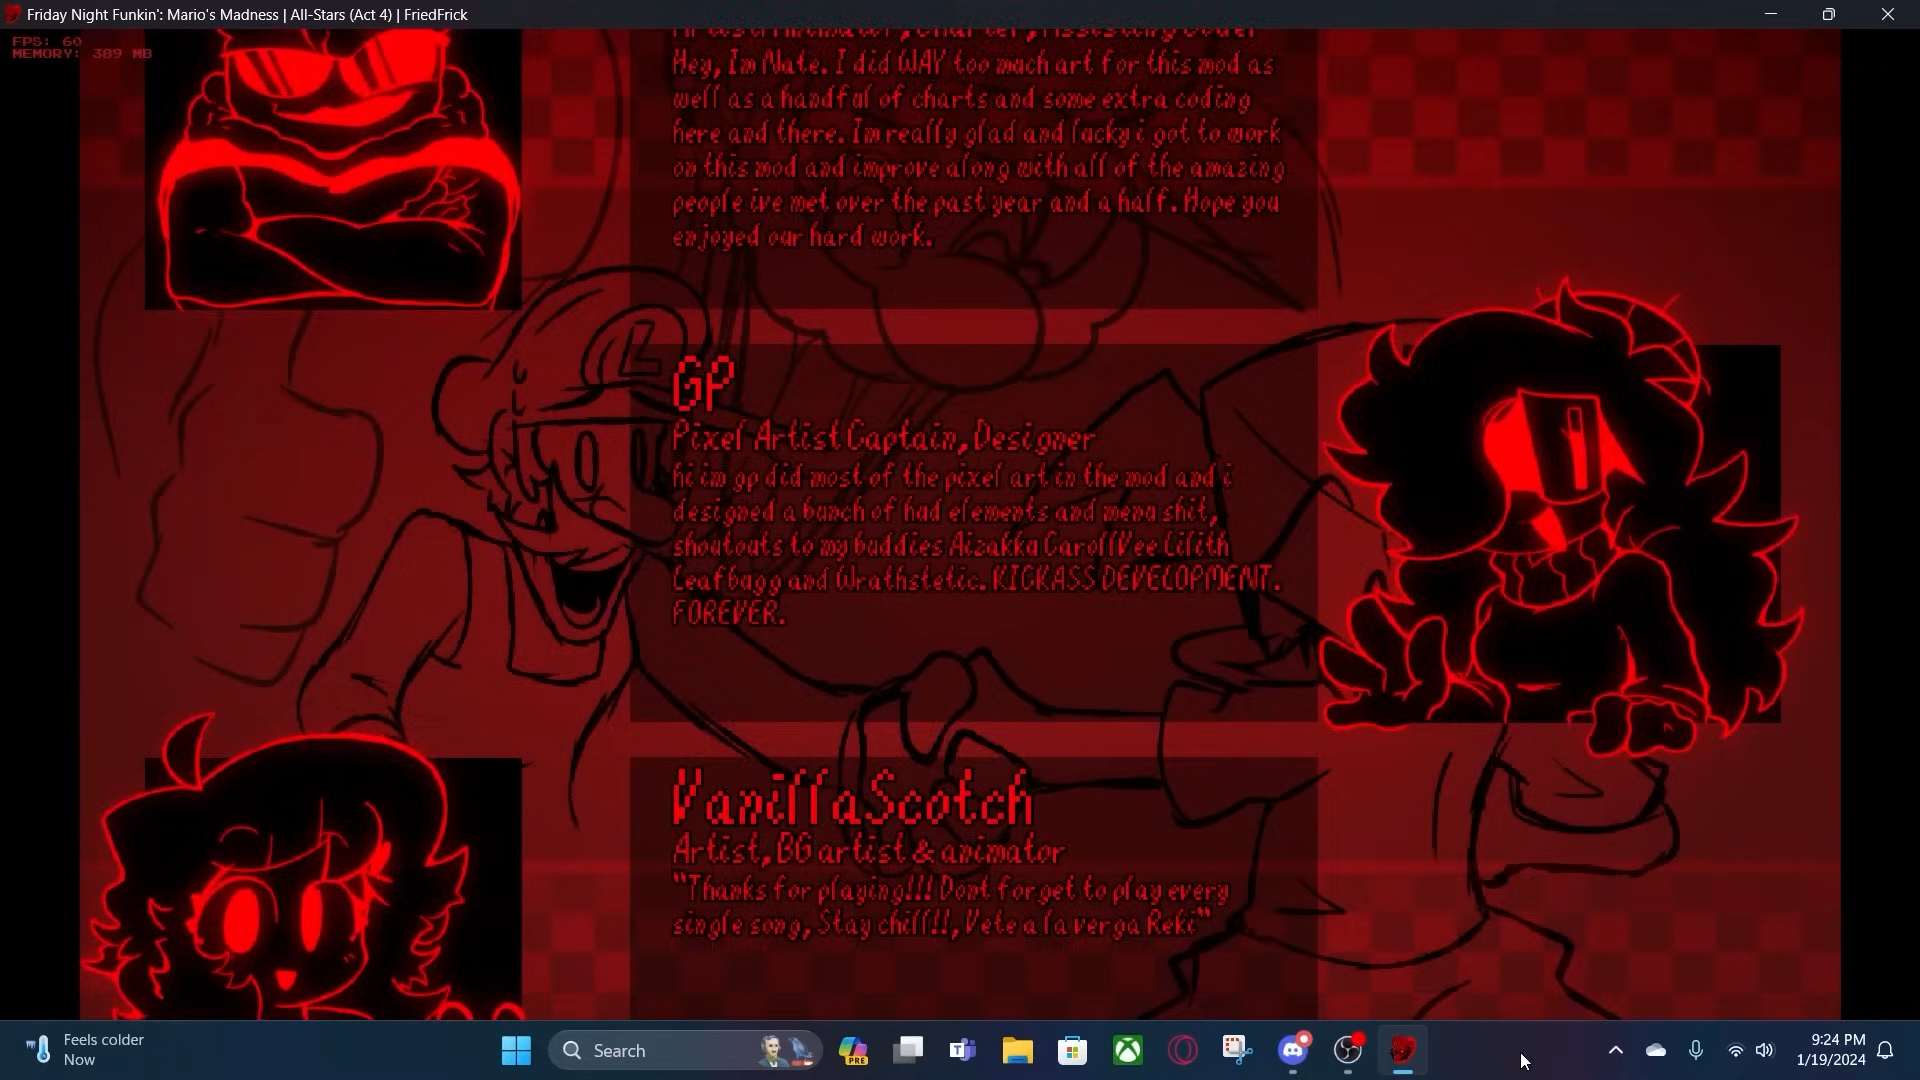 Friday Night Funkin': Mario's Madness | All-Stars (Act 4) | FriedFrick
FPS: 60
MEMORY: 389 MB
Artist/Animator, Charter, Assisting Coder
Hey, Im Nate. I did WAY too much art for this mod as
well as a handful of charts and some extra coding
here and there. Im really glad and lucky i got to work
on this mod and improve along with all of the amazing
people ive met over the past year and a half. Hope you
enjoyed our hard work.
L
GP
Pixel Artist Captain, Designer
hi im gp did most of the pixel art in the mod and i
designed a bunch of hud elements and menu shit,
shoutouts to my buddies Aizakku CarollVee Lilith
Leafbugg and Wrathstetic. KICKASS DEVELOPMENT.
FOREVER.
VanillaScotch
Artist, BG artist & animator
"Thanks for playing!!! Dont forget to play every
single song, Stay chill!!, Vete a la verga Reki"
Feels colder
Now
Search
PRE
T
9:24 PM
1/19/2024